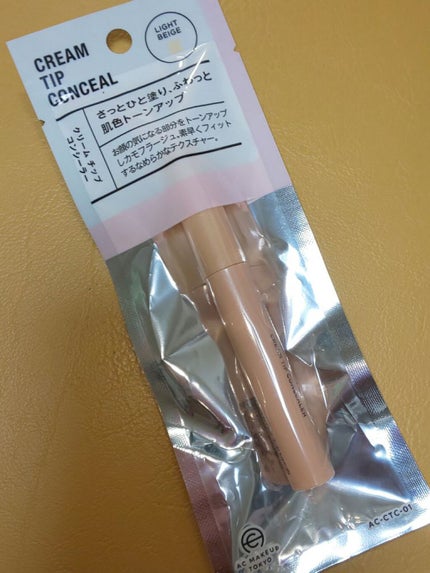 CREAM
TIP
CONCEAL
LIGHT
BEIGE
クリーム チップ
コンシーラー
さっとひと塗り、ふわっと
肌色トーンアップ
お顔の気になる部分をトーンアップ
しカモフラージュ。素早くフィット
するなめらかなテクスチャー。
TIP CONCEALER
AC MAKEUP
TOKYO
AC-CTC-01